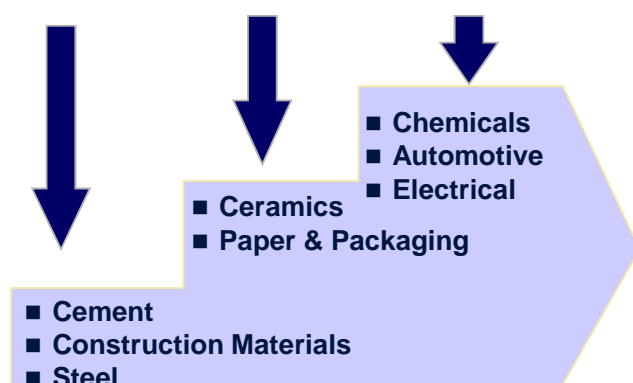 ■ Chemicals
■ Automotive
■ Electrical
■ Ceramics
■ Paper & Packaging
■ Cement
■ Construction Materials
■ Steel